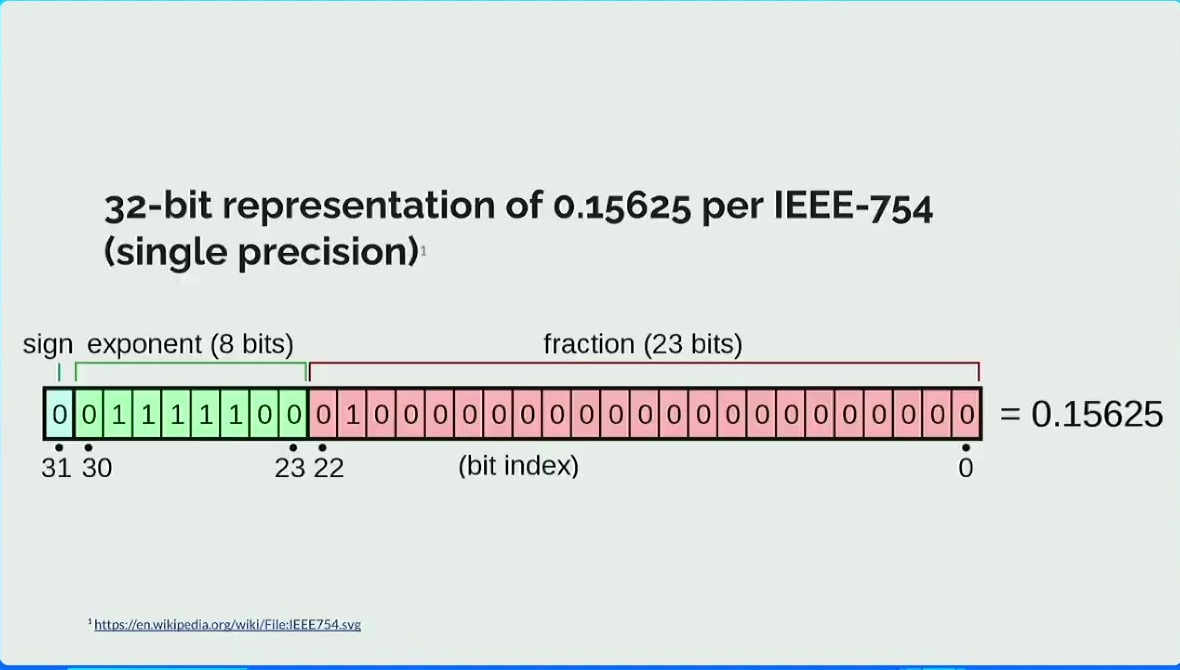 32-bit representation of 0.15625 per IEEE-754
(single precision)¹
sign exponent (8 bits) fraction (23 bits)
0 0 1 1 1 1 1 0 0 0 1 0 0 0 0 0 0 0 0 0 0 0 0 0 0 0 0 0 0 0 0 0 = 0.15625
31 30 23 22 (bit index) 0
¹ https://en.wikipedia.org/wiki/File:IEEE754.svg